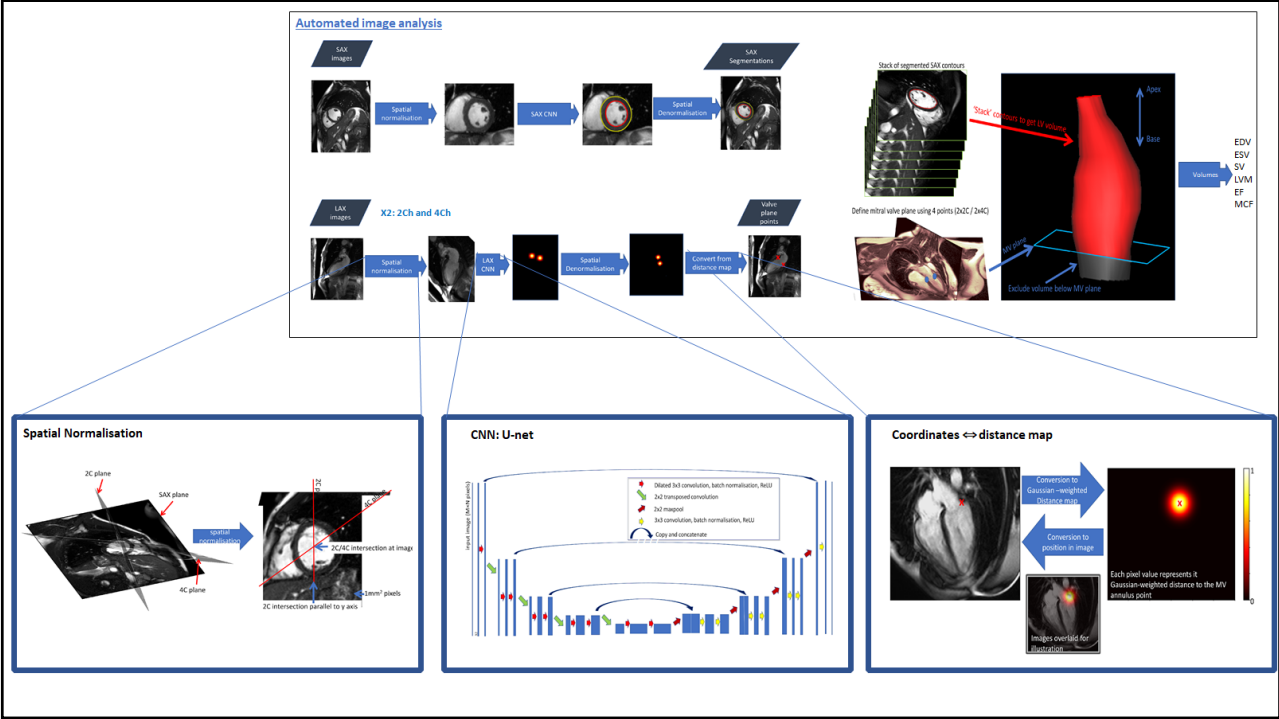 Automated image analysis
SAX
images
Spatial
normalisation
SAX CNN
Spatial
Denormalisation
SAX
Segmentations
LAX
images
X2: 2Ch and 4Ch
Spatial
normalisation
LAX
CNN
Spatial
Denormalisation
Convert from
distance map
Valve
plane
points
Stack of segmented SAX contours
'Stack' contours to get LV volume
Define mitral valve plane using 4 points (2x2C / 2x4C)
MV plane
Exclude volume below MV plane
Apex
Base
Volumes
EDV
ESV
SV
LVM
EF
MCF
Spatial Normalisation
2C plane
SAX plane
4C plane
spatial
normalisation
2C p
4C plane
2C/4C intersection at image
1mm² pixels
2C intersection parallel to y axis
CNN: U-net
input image (M×N pixels)
Dilated 3x3 convolution, batch normalisation, ReLU
2x2 transposed convolution
2x2 maxpool
3x3 convolution, batch normalisation, ReLU
Copy and concatenate
Coordinates ⇔ distance map
X
Conversion to
Gaussian –weighted
Distance map
Conversion to
position in image
Images overlaid for
illustration
X
Each pixel value represents it
Gaussian-weighted distance to the MV
annulus point
1
0